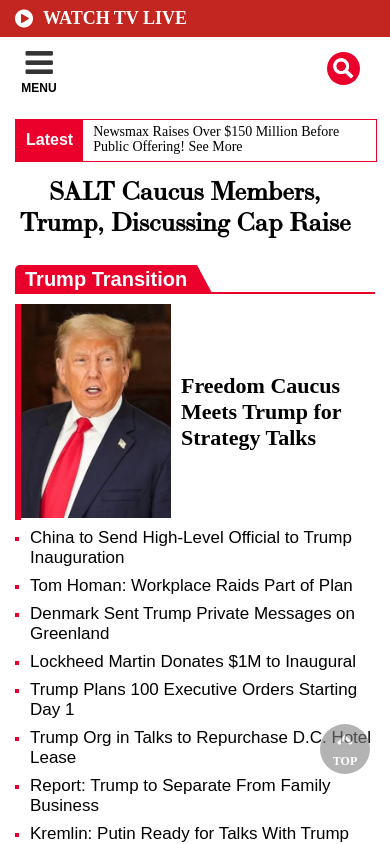 WATCH TV LIVE
MENU
Latest
Newsmax Raises Over $150 Million Before
Public Offering! See More
SALT Caucus Members,
Trump, Discussing Cap Raise
Trump Transition
Freedom Caucus
Meets Trump for
Strategy Talks
China to Send High-Level Official to Trump
Inauguration
Tom Homan: Workplace Raids Part of Plan
Denmark Sent Trump Private Messages on
Greenland
Lockheed Martin Donates $1M to Inaugural
Trump Plans 100 Executive Orders Starting
Day 1
Trump Org in Talks to Repurchase D.C. Hotel
Lease
TOP
Report: Trump to Separate From Family
Business
Kremlin: Putin Ready for Talks With Trump